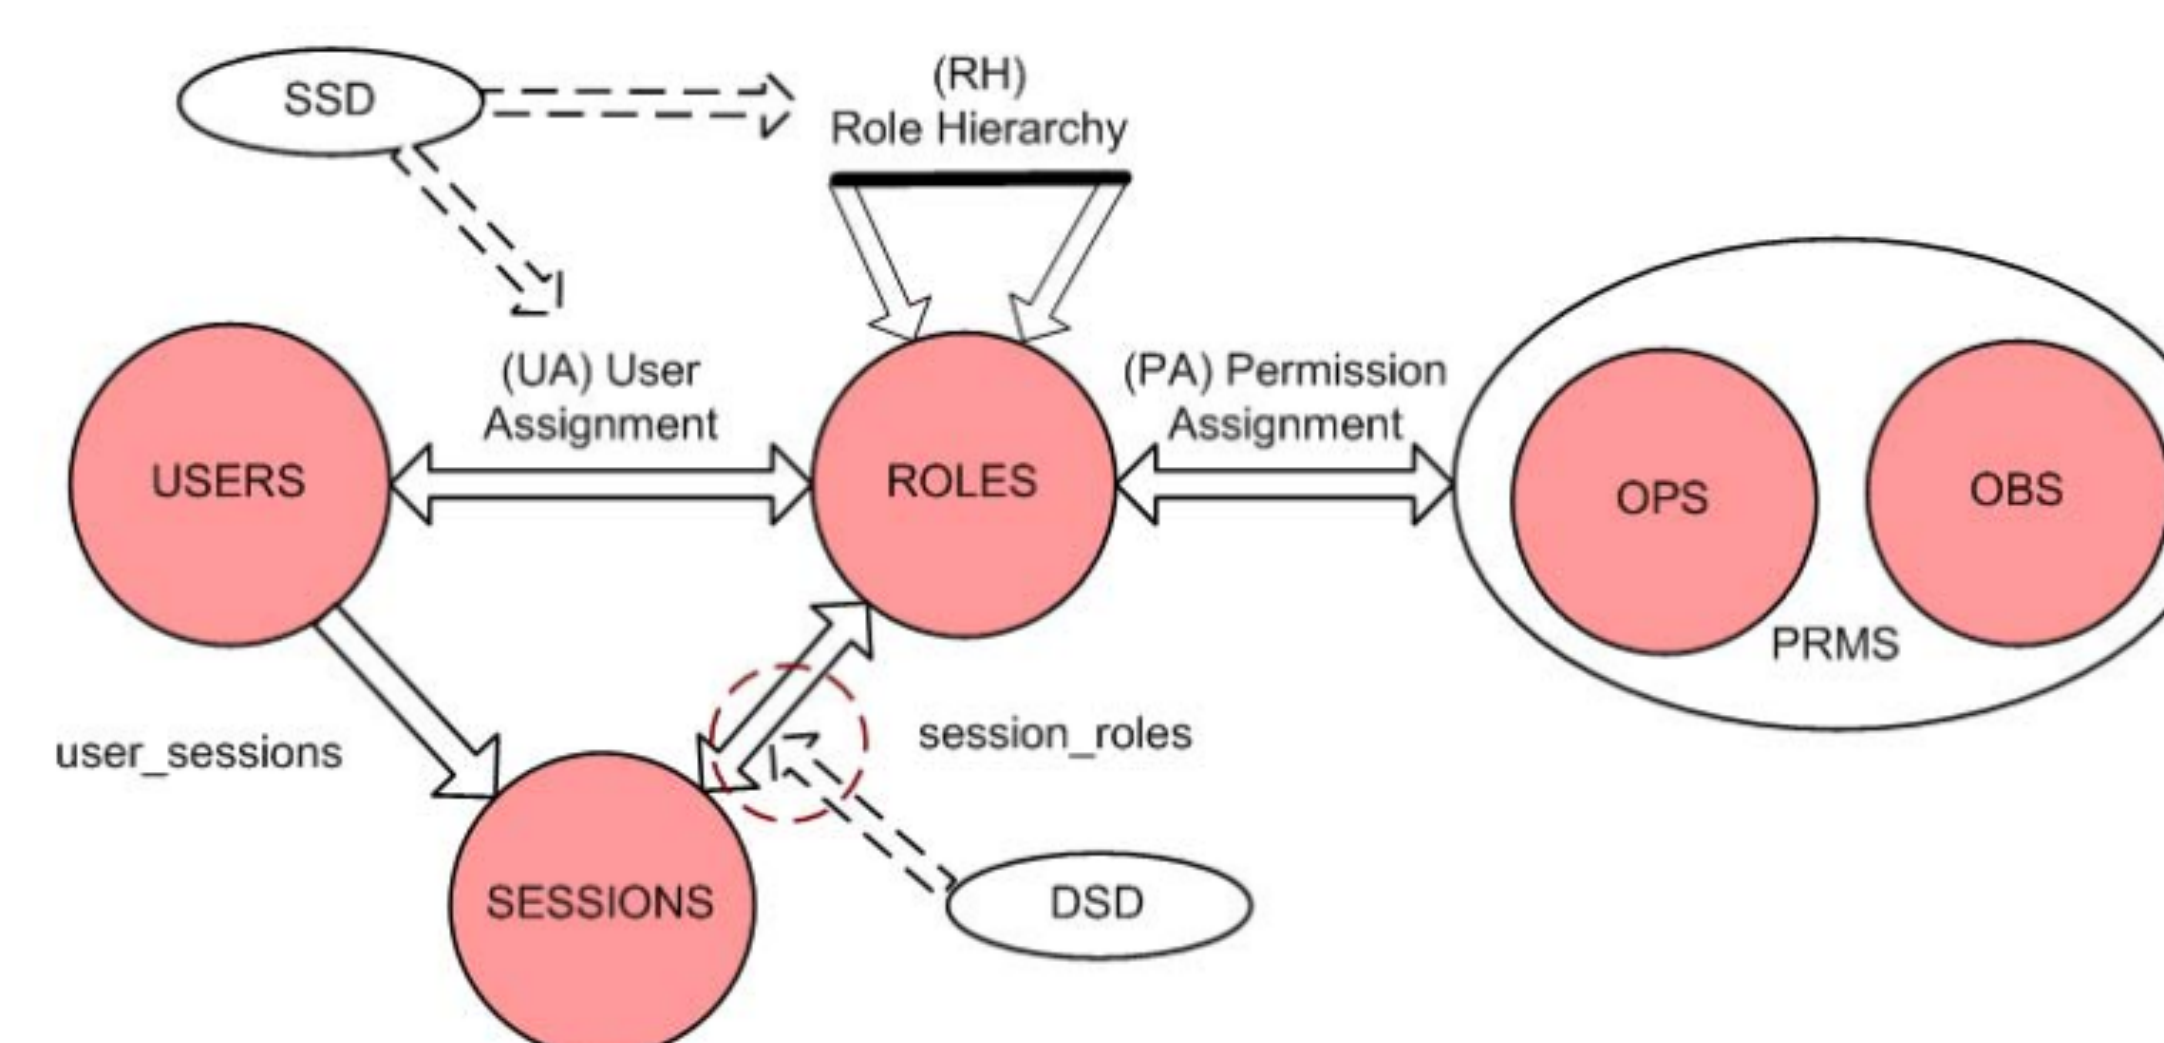 SSD
(RH)
Role Hierarchy
(UA) User
Assignment
(PA) Permission
Assignment
USERS
ROLES
OPS
OBS
PRMS
user_sessions
session_roles
SESSIONS
DSD